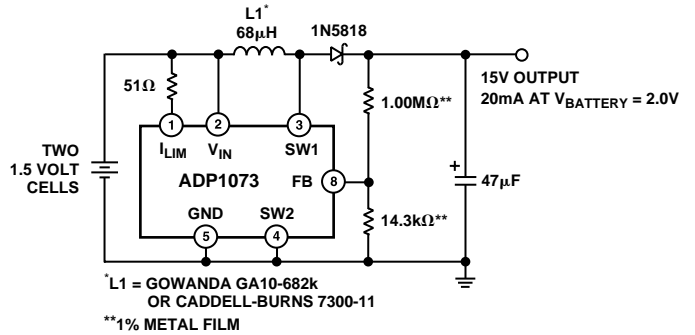 L1*
68µH
1N5818
51Ω
15V OUTPUT
20mA AT VBATTERY = 2.0V
1.00MΩ**
1
2
3
ILIM
VIN
SW1
TWO
1.5 VOLT
CELLS
ADP1073
FB
8
+
47µF
GND
SW2
14.3kΩ**
5
4
*L1 = GOWANDA GA10-682k
OR CADDELL-BURNS 7300-11
**1% METAL FILM